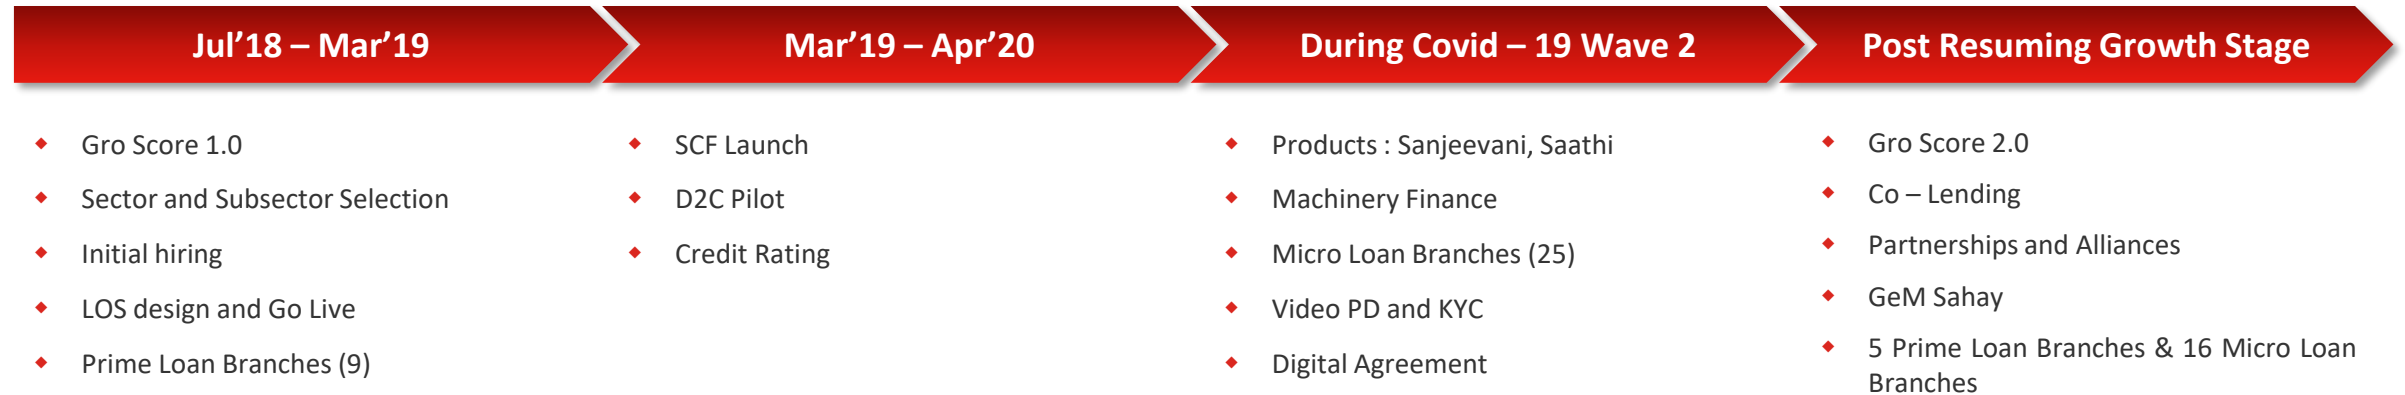 Jul’18 – Mar’19
Gro Score 1.0
Sector and Subsector Selection
Initial hiring
LOS design and Go Live
Prime Loan Branches (9)
Mar’19 – Apr’20
SCF Launch
D2C Pilot
Credit Rating
During Covid – 19 Wave 2
Products : Sanjeevani, Saathi
Machinery Finance
Micro Loan Branches (25)
Video PD and KYC
Digital Agreement
Post Resuming Growth Stage
Gro Score 2.0
Co – Lending
Partnerships and Alliances
GeM Sahay
5 Prime Loan Branches & 16 Micro Loan
Branches